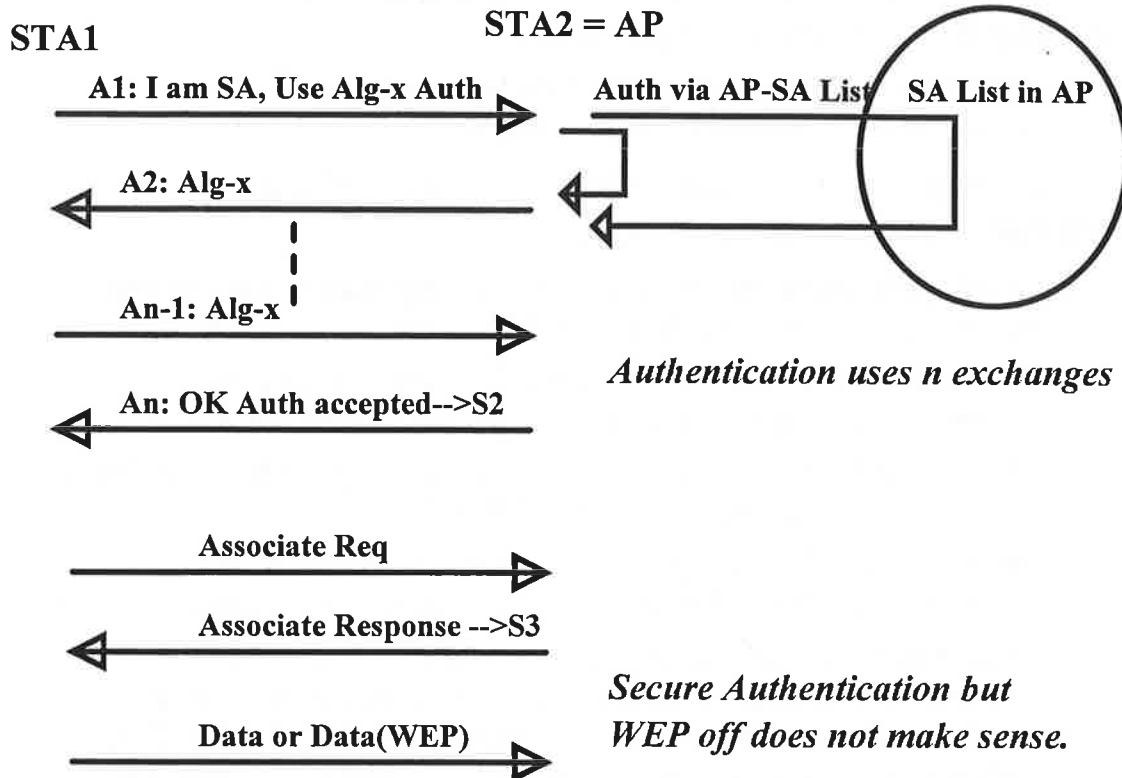 STA1
STA2 = AP
A1: I am SA, Use Alg-x Auth
Auth via AP-SA List
SA List in AP
A2: Alg-x
An-1: Alg-x
Authentication uses n exchanges
An: OK Auth accepted-->S2
Associate Req
Associate Response -->S3
Secure Authentication but
WEP off does not make sense.
Data or Data(WEP)